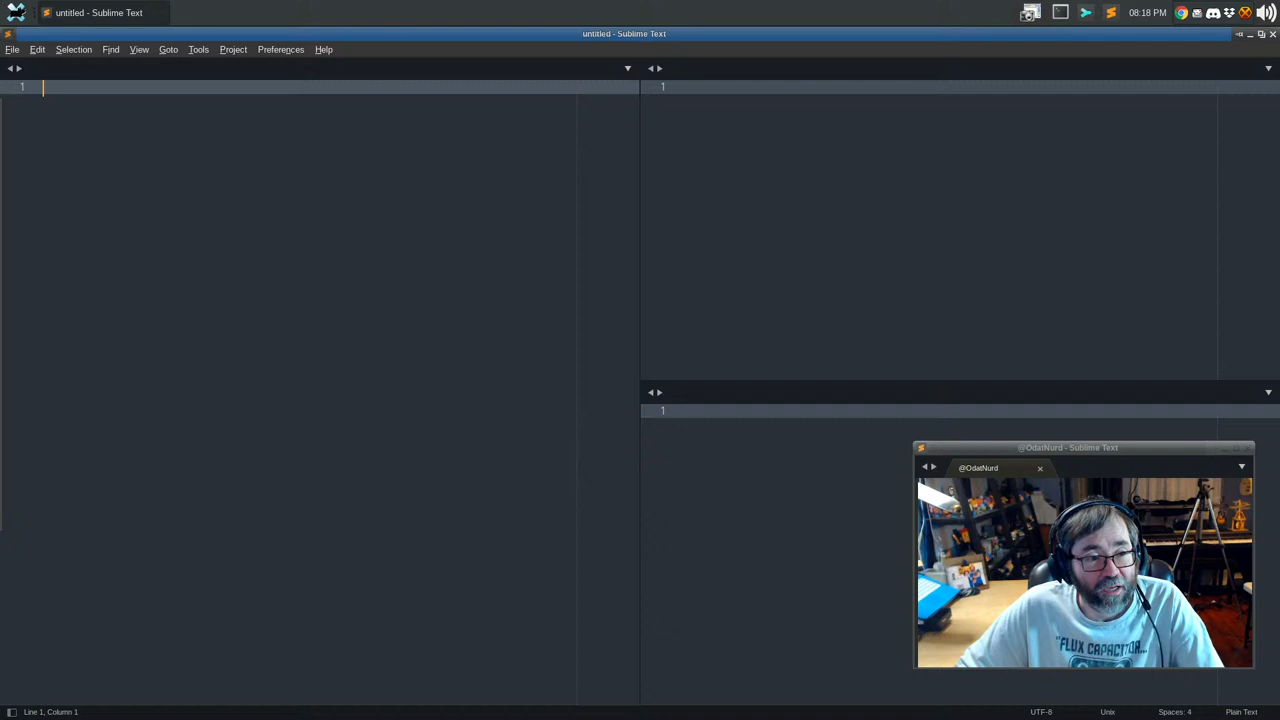 untitled - Sublime Text
08:18 PM
untitled - Sublime Text
File Edit Selection Find View Goto Tools Project Preferences Help
1
1
1
@OdatNurd - Sublime Text
@OdatNurd
"FLUX CAPACITOR...
Line 1, Column 1
UTF-8 Unix Spaces: 4 Plain Text